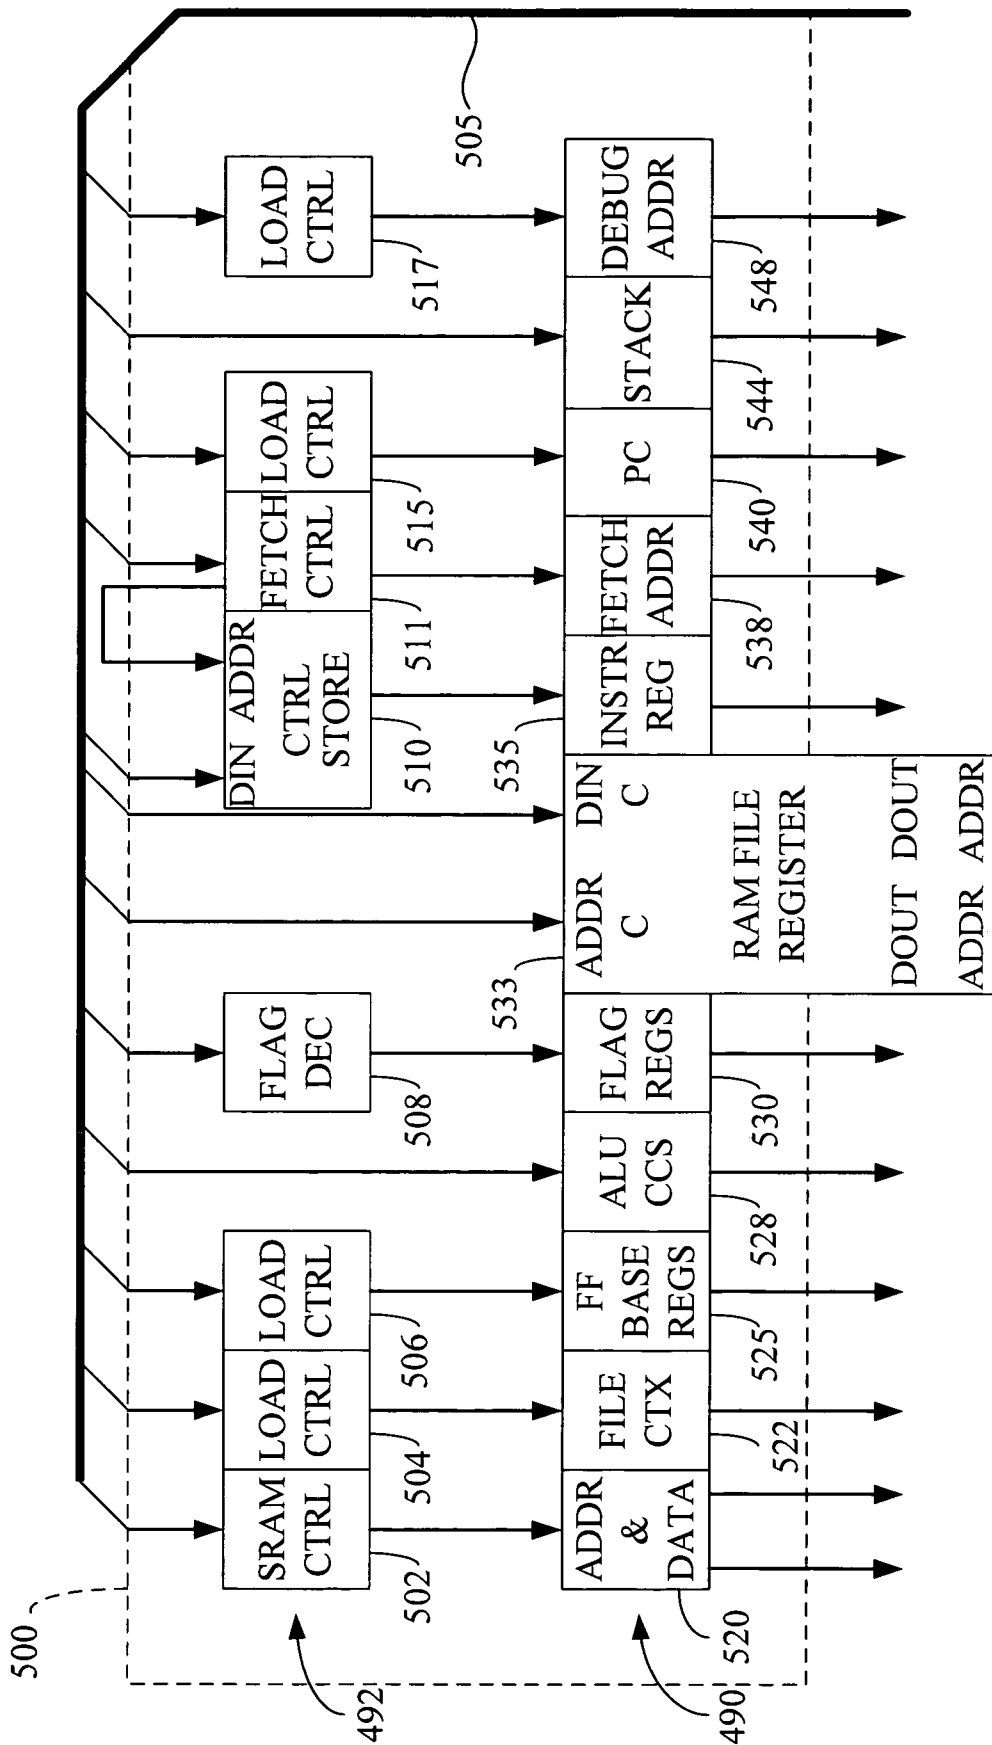 500
505
492
SRAM
CTRL
502
LOAD
CTRL
504
LOAD
CTRL
506
FLAG
DEC
508
DIN ADDR
CTRL
STORE
510
FETCH
CTRL
511
LOAD
CTRL
515
LOAD
CTRL
517
490
ADDR
&
DATA
520
FILE
CTX
522
FF
BASE
REGS
525
ALU
CCS
528
FLAG
REGS
530
533
ADDR DIN
C C
RAM FILE
REGISTER
DOUT DOUT
ADDR ADDR
535
INSTR
REG
FETCH
ADDR
538
PC
540
STACK
544
DEBUG
ADDR
548